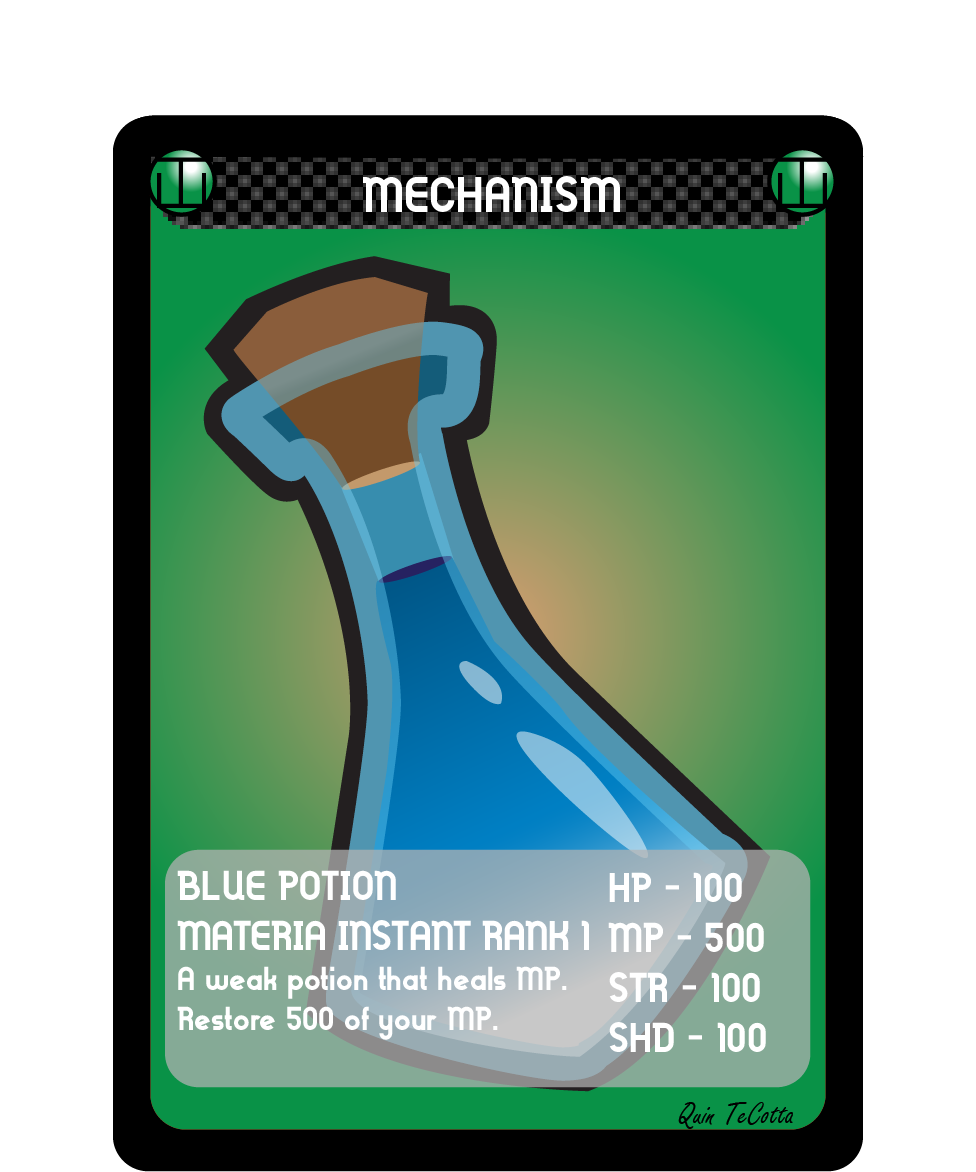 MECHANISM
BLUE POTION
MATERIA INSTANT RANK 1
A weak potion that heals MP.
Restore 500 of your MP.
HP - 100
MP - 500
STR - 100
SHD - 100
Quin TeCotta